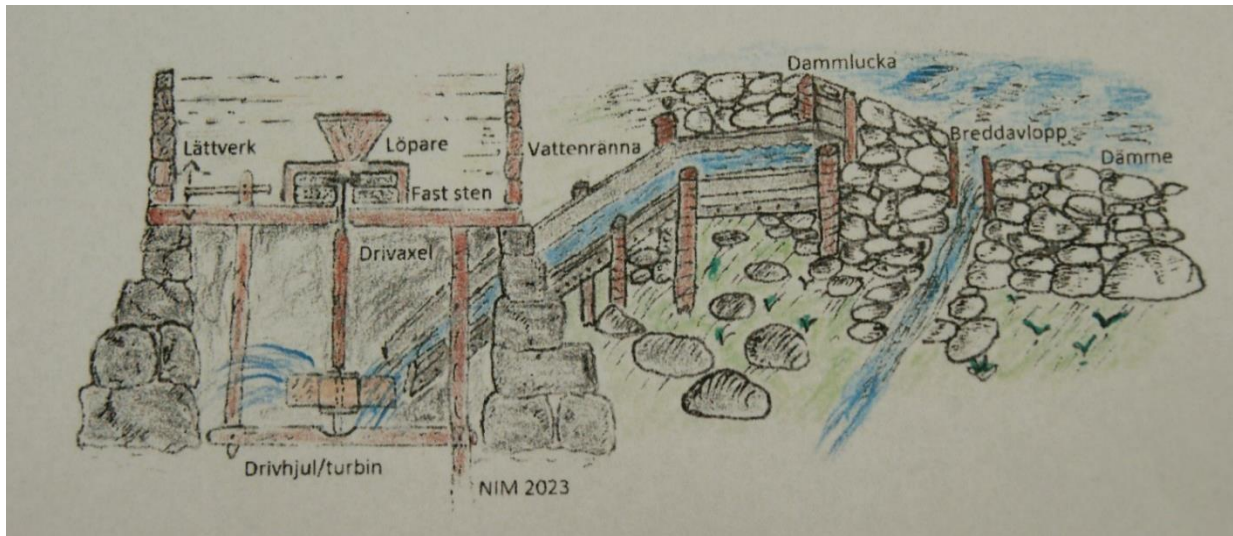 Dammlucka
Lättverk
Löpare
Vattenränna
Breddavlopp
Dämme
Fast sten
Drivaxel
Drivhjul/turbin
NIM 2023